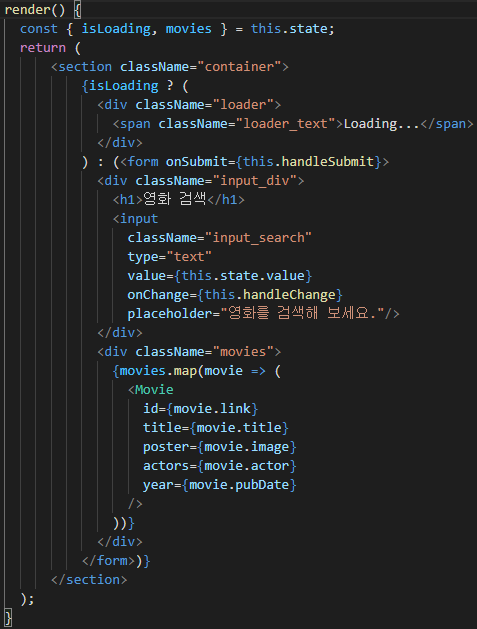 render() {
  const { isLoading, movies } = this.state;
  return (
      <section className="container">
          {isLoading ? (
            <div className="loader">
              <span className="loader_text">Loading...</span>
            </div>
          ) : (<form onSubmit={this.handleSubmit}>
            <div className="input_div">
              <h1>영화 검색</h1>
              <input
                className="input_search"
                type="text"
                value={this.state.value}
                onChange={this.handleChange}
                placeholder="영화를 검색해 보세요."/>
            </div>
            <div className="movies">
              {movies.map(movie => (
                <Movie
                  id={movie.link}
                  title={movie.title}
                  poster={movie.image}
                  actors={movie.actor}
                  year={movie.pubDate}
                />
              ))}
            </div>
          </form>)}
      </section>
  );
}